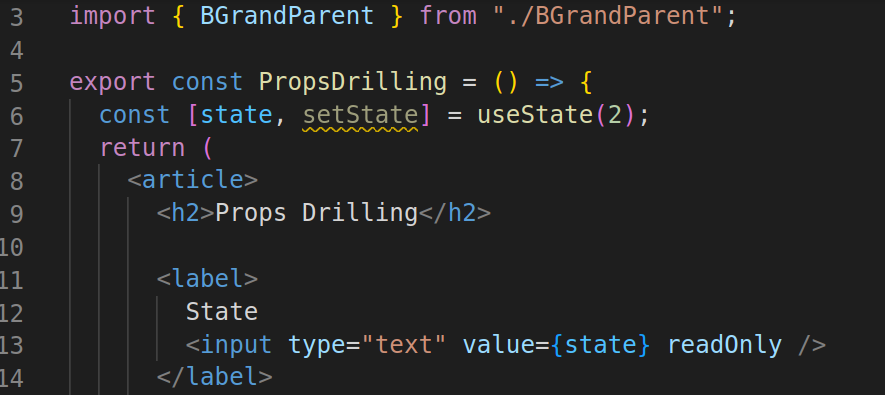 3 import { BGrandParent } from "./BGrandParent";
4
5 export const PropsDrilling = () => {
6 const [state, setState] = useState(2);
7 return (
8 <article>
9 <h2>Props Drilling</h2>
10
11 <label>
12 State
13 <input type="text" value={state} readOnly />
14 </label>